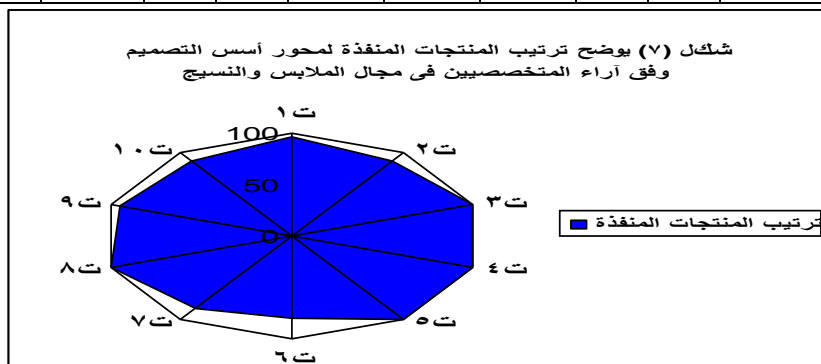 شكل (٧) يوضح ترتيب المنتجات المنفذة لمحور أسس التصميم
وفق آراء المتخصصيين فى مجال الملابس والنسيج
ت١
ت٢
ت٣
ت٤
ت٥
ت٦
ت٧
ت٨
ت٩
ت١٠
100
50
0
ترتيب المنتجات المنفذة